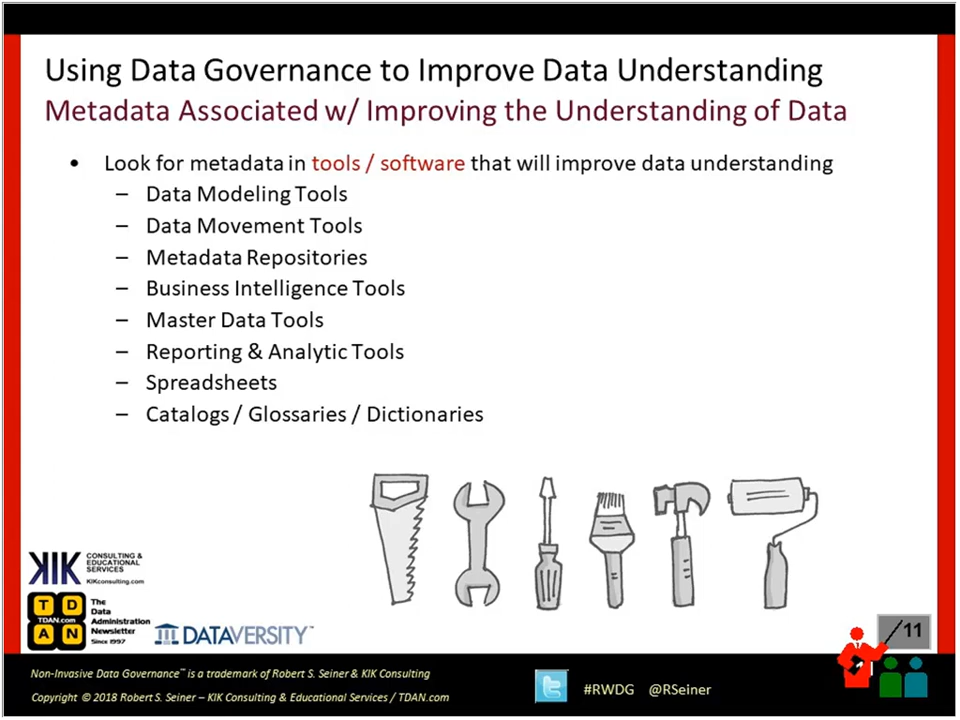 Using Data Governance to Improve Data Understanding
Metadata Associated w/ Improving the Understanding of Data
• Look for metadata in tools / software that will improve data understanding
– Data Modeling Tools
– Data Movement Tools
– Metadata Repositories
– Business Intelligence Tools
– Master Data Tools
– Reporting & Analytic Tools
– Spreadsheets
– Catalogs / Glossaries / Dictionaries
KIK CONSULTING & EDUCATIONAL SERVICES
KIKconsulting.com
T D
TDAN.com
A N
The
Data
Administration
Newsletter
Since 1997
DATAVERSITY™
/11
Non-Invasive Data Governance™ is a trademark of Robert S. Seiner & KIK Consulting
Copyright © 2018 Robert S. Seiner – KIK Consulting & Educational Services / TDAN.com
#RWDG @RSeiner